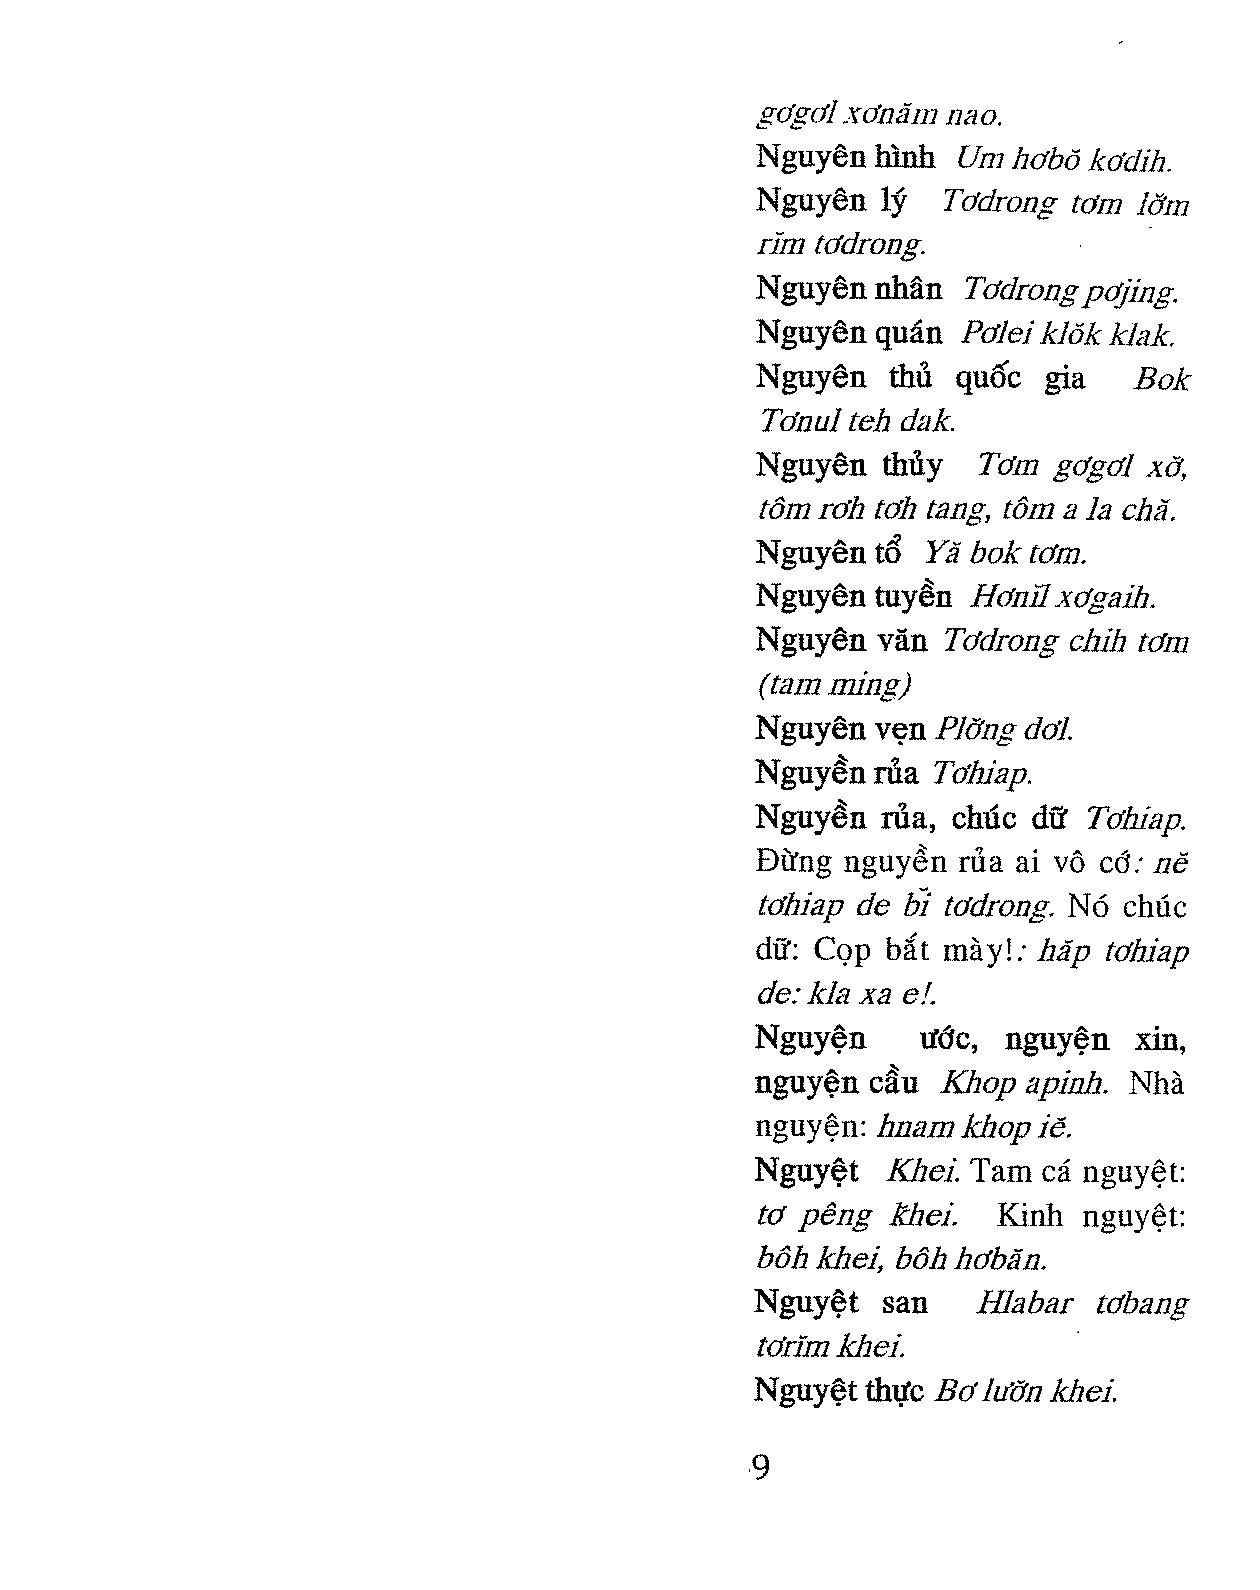 gơgơl xơnăm nao.
Nguyên hình Um hơbŏ kơdih.
Nguyên lý Tơdrong tơm lơ̆m
rĭm tơdrong.
Nguyên nhân Tơdrong pơjing.
Nguyên quán Pơlei klŏk klak.
Nguyên thủ quốc gia Bok
Tơnul teh dak.
Nguyên thủy Tơm gơgơl xơ̆,
tôm rơh tơh tang, tôm a la chă.
Nguyên tổ Yă bok tơm.
Nguyên tuyền Hơnĭl xơgaih.
Nguyên văn Tơdrong chih tơm
(tam ming)
Nguyên vẹn Plơ̆ng dơl.
Nguyền rủa Tơhiap.
Nguyền rủa, chúc dữ Tơhiap.
Đừng nguyền rủa ai vô cớ: nĕ
tơhiap de bĭ tơdrong. Nó chúc
dữ: Cọp bắt mày!: hăp tơhiap
de: kla xa e!.
Nguyện ước, nguyện xin,
nguyện cầu Khop apinh. Nhà
nguyện: hnam khop iĕ.
Nguyệt Khei. Tam cá nguyệt:
tơ pêng khei. Kinh nguyệt:
bôh khei, bôh hơbăn.
Nguyệt san Hlabar tơbang
tơrĭm khei.
Nguyệt thực Bơ lươ̆n khei.
9